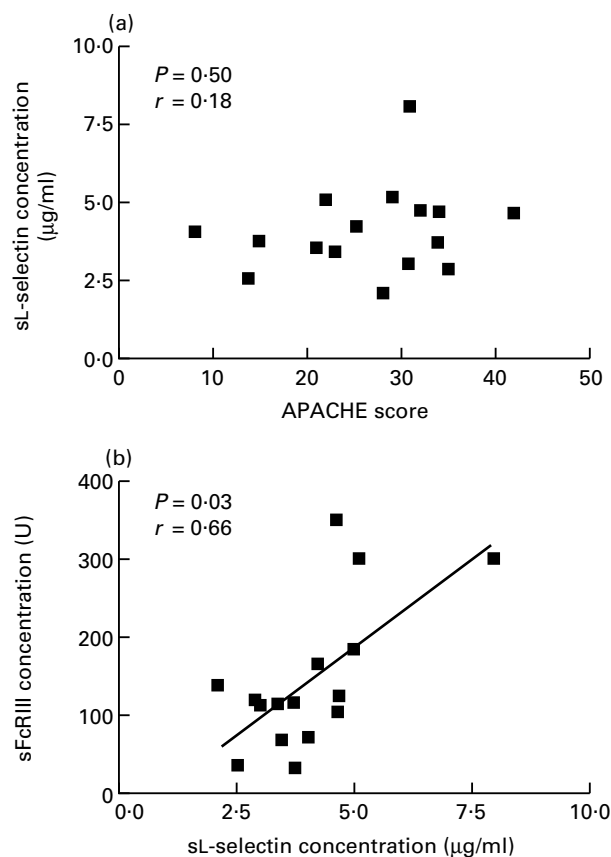 (a)
10·0
P = 0·50
r = 0·18
7·5
5·0
2·5
0·0
sL-selectin concentration
(μg/ml)
0
10
20
30
40
50
APACHE score
(b)
400
P = 0·03
r = 0·66
300
200
100
0
sFcRIII concentration (U)
0·0
2·5
5·0
7·5
10·0
sL-selectin concentration (μg/ml)